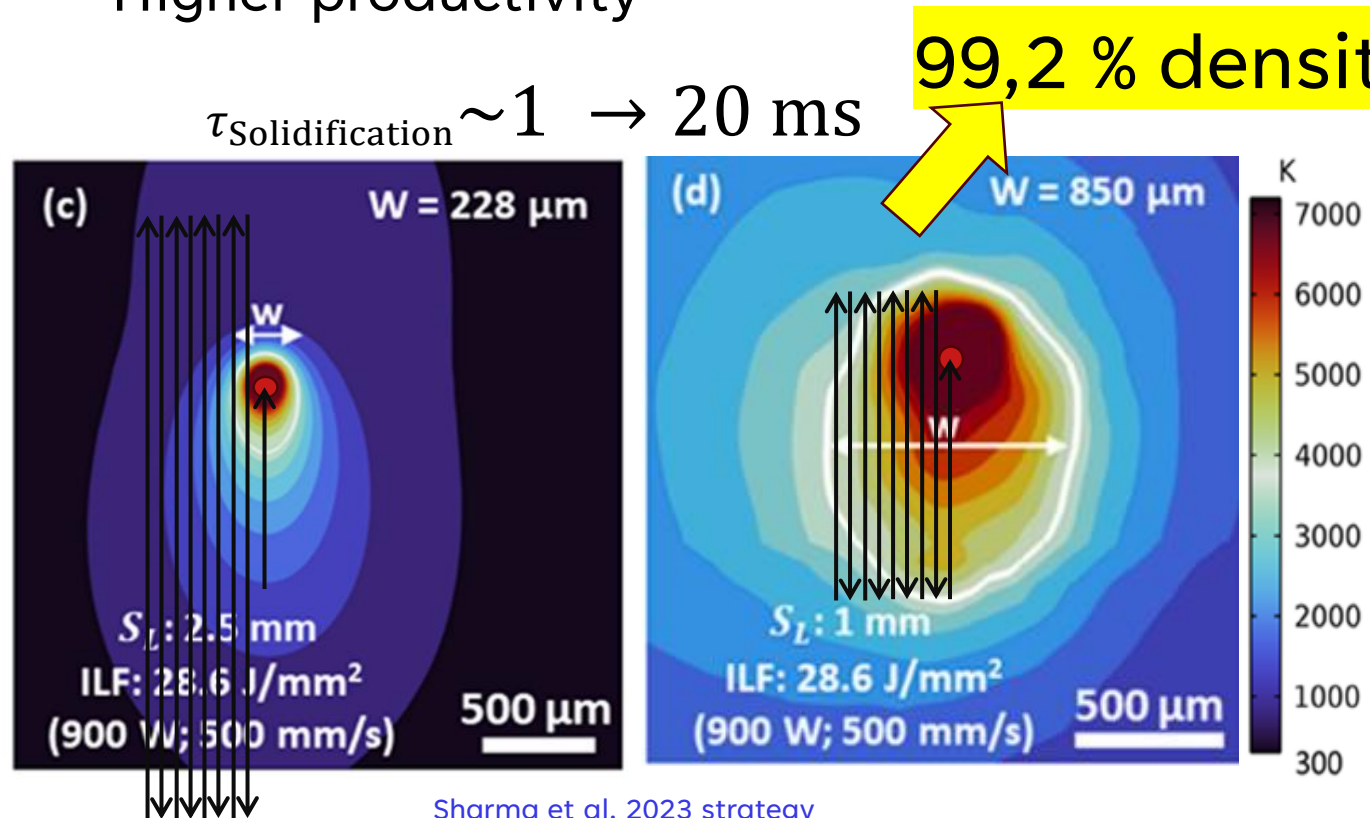 Higher productivity
99,2 % densit
τSolidification~1 → 20 ms
(c)
W = 228 μm
w
SL: 2.5 mm
ILF: 28.6 J/mm²
(900 W; 500 mm/s)
500 μm
(d)
W = 850 μm
w
SL: 1 mm
ILF: 28.6 J/mm²
(900 W; 500 mm/s)
500 μm
K
7000
6000
5000
4000
3000
2000
1000
300
Sharma et al. 2023 strategy